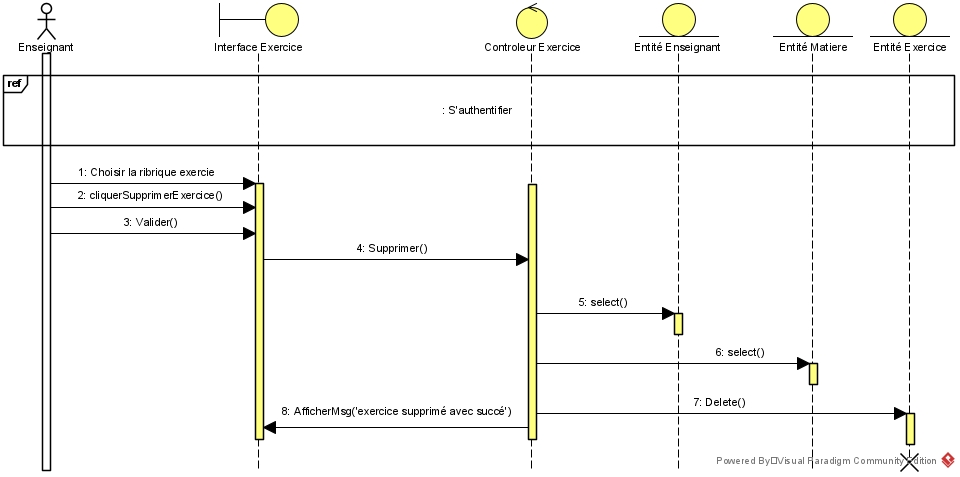 Enseignant
Interface Exercice
Controleur Exercice
Entité Enseignant
Entité Matiere
Entité Exercice
ref
: S'authentifier
1: Choisir la ribrique exercie
2: cliquerSupprimerExercice()
3: Valider()
4: Supprimer()
5: select()
6: select()
7: Delete()
8: AfficherMsg('exercice supprimé avec succé')
Powered By Visual Paradigm Community Edition